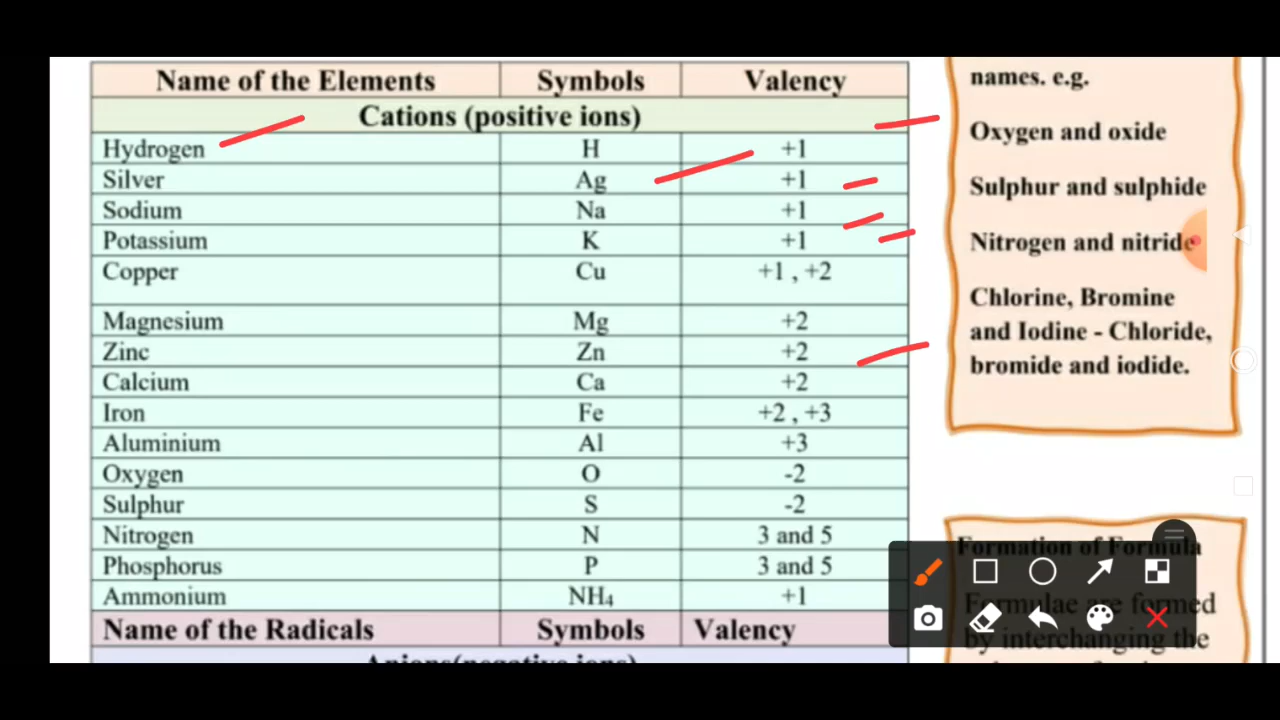 Name of the Elements Symbols Valency
Cations (positive ions)
Hydrogen H +1
Silver Ag +1
Sodium Na +1
Potassium K +1
Copper Cu +1 , +2
Magnesium Mg +2
Zinc Zn +2
Calcium Ca +2
Iron Fe +2 , +3
Aluminium Al +3
Oxygen O -2
Sulphur S -2
Nitrogen N 3 and 5
Phosphorus P 3 and 5
Ammonium NH4 +1
Name of the Radicals Symbols Valency
Anions(negative ions)
names. e.g.
Oxygen and oxide
Sulphur and sulphide
Nitrogen and nitride
Chlorine, Bromine
and Iodine - Chloride,
bromide and iodide.
Formation of Formula
Formulae are formed
by interchanging the